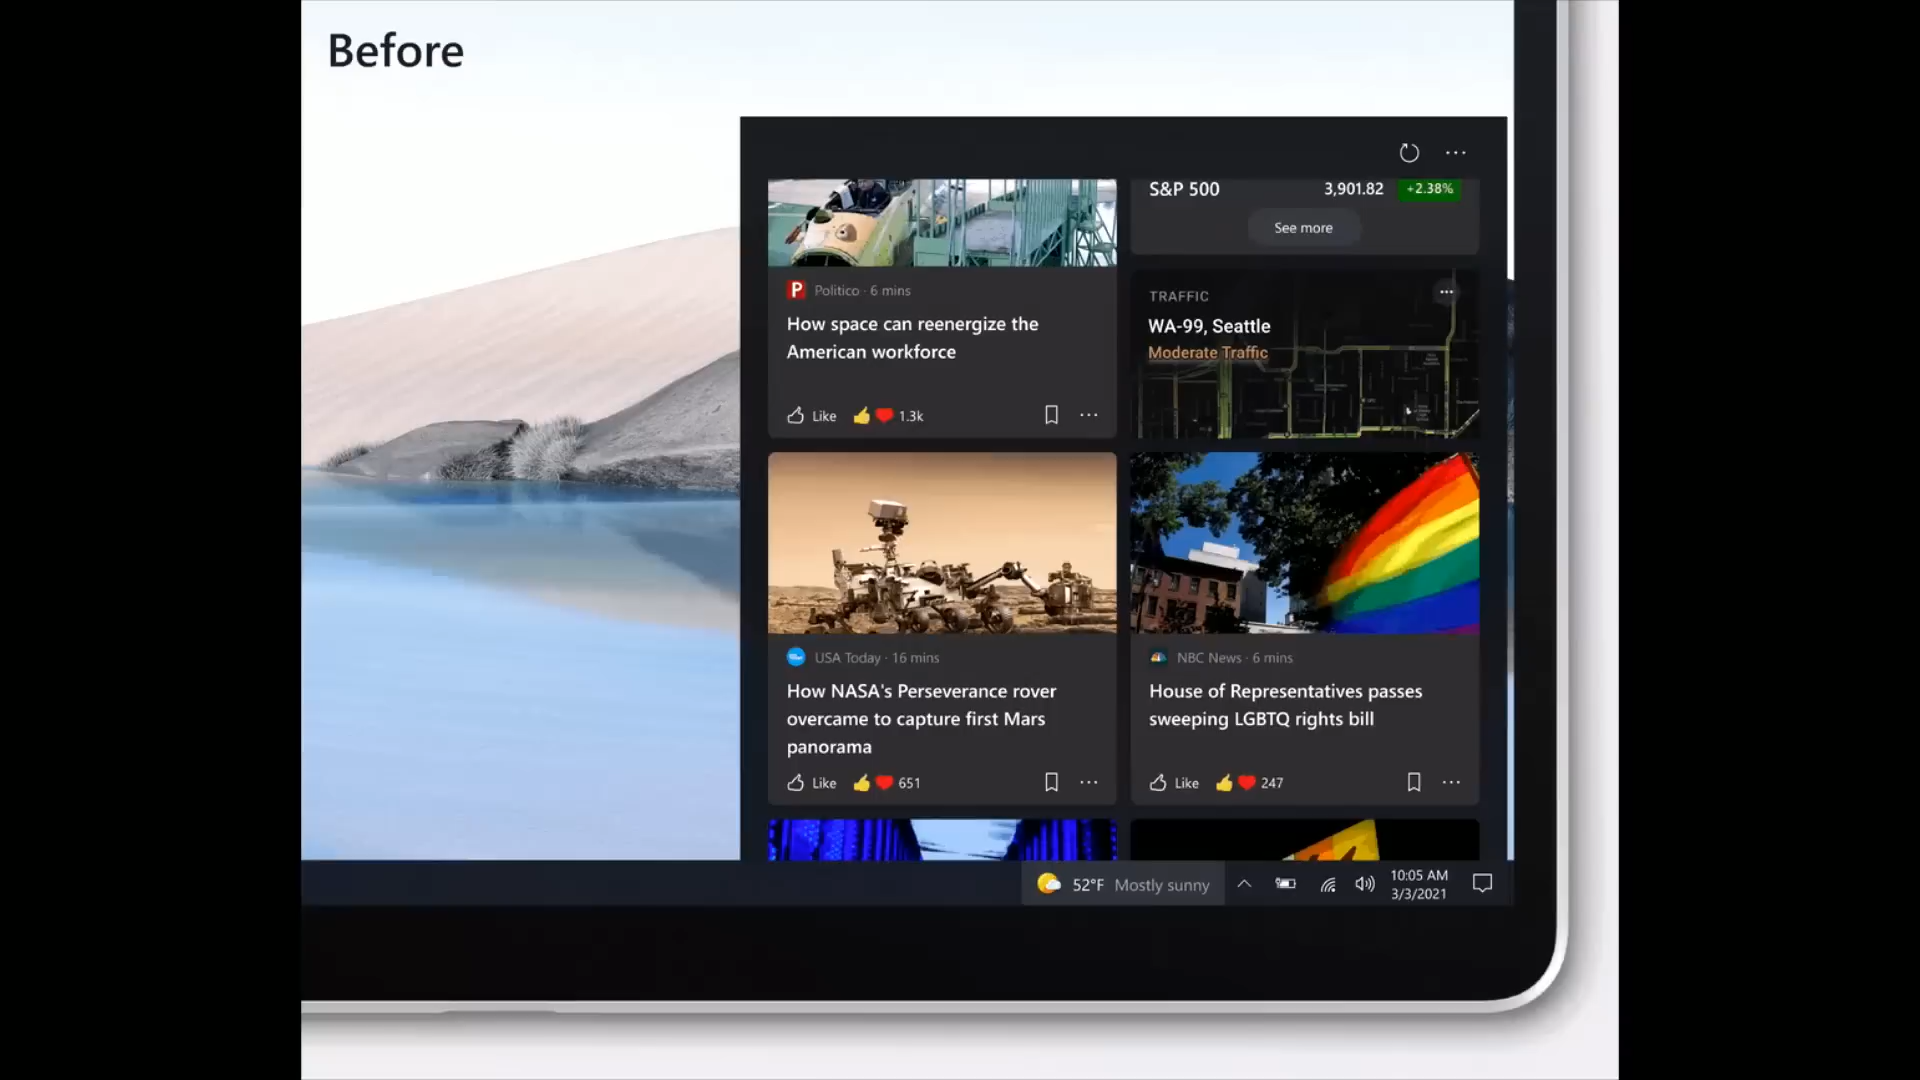 Before
S&P 500 3,901.82 +2.38%
See more
Politico · 6 mins
How space can reenergize the
American workforce
Like 1.3k
TRAFFIC
WA-99, Seattle
Moderate Traffic
USA Today · 16 mins
How NASA's Perseverance rover
overcame to capture first Mars
panorama
Like 651
NBC News · 6 mins
House of Representatives passes
sweeping LGBTQ rights bill
Like 247
52°F Mostly sunny
10:05 AM
3/3/2021